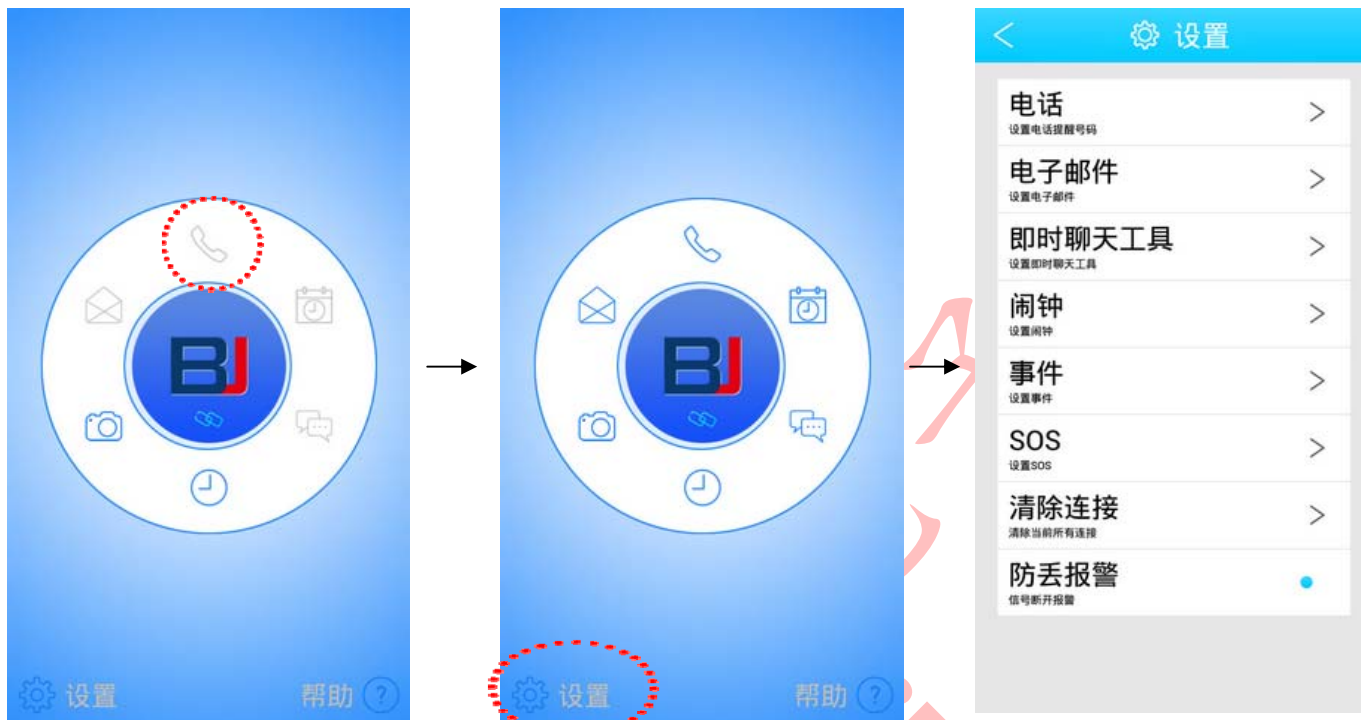 BJ
设置
帮助 ?
BJ
设置
帮助 ?
设置
电话
设置电话提醒号码
电子邮件
设置电子邮件
即时聊天工具
设置即时聊天工具
闹钟
设置闹钟
事件
设置事件
SOS
设置SOS
清除连接
清除当前所有连接
防丢报警
信号断开报警